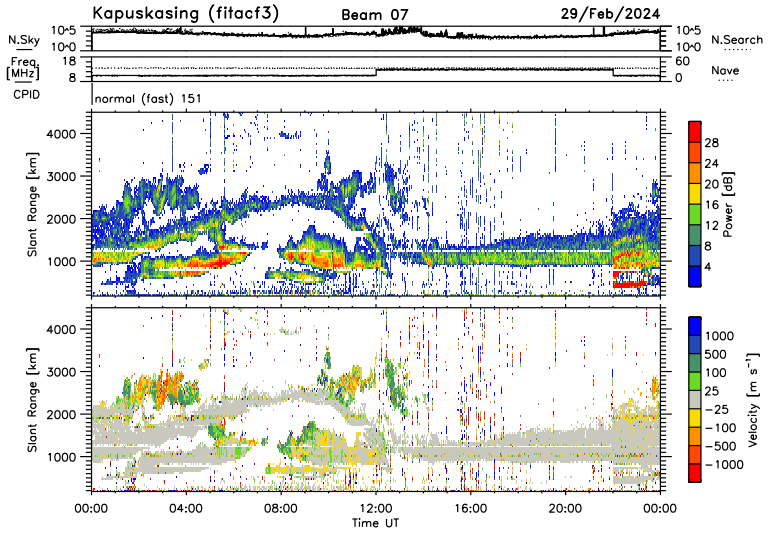 Kapuskasing (fitacf3) Beam 07 29/Feb/2024
N.Sky 10^5 10^0 10^5 10^0 N.Search
Freq. [MHz] 18 8 60 0 Nave
CPID normal (fast) 151
Slant Range [km] 4000 3000 2000 1000
Power [dB] 28 24 20 16 12 8 4
Slant Range [km] 4000 3000 2000 1000
Velocity [m s⁻¹] 1000 500 100 25 −25 −100 −500 −1000
00:00 04:00 08:00 12:00 16:00 20:00 00:00
Time UT